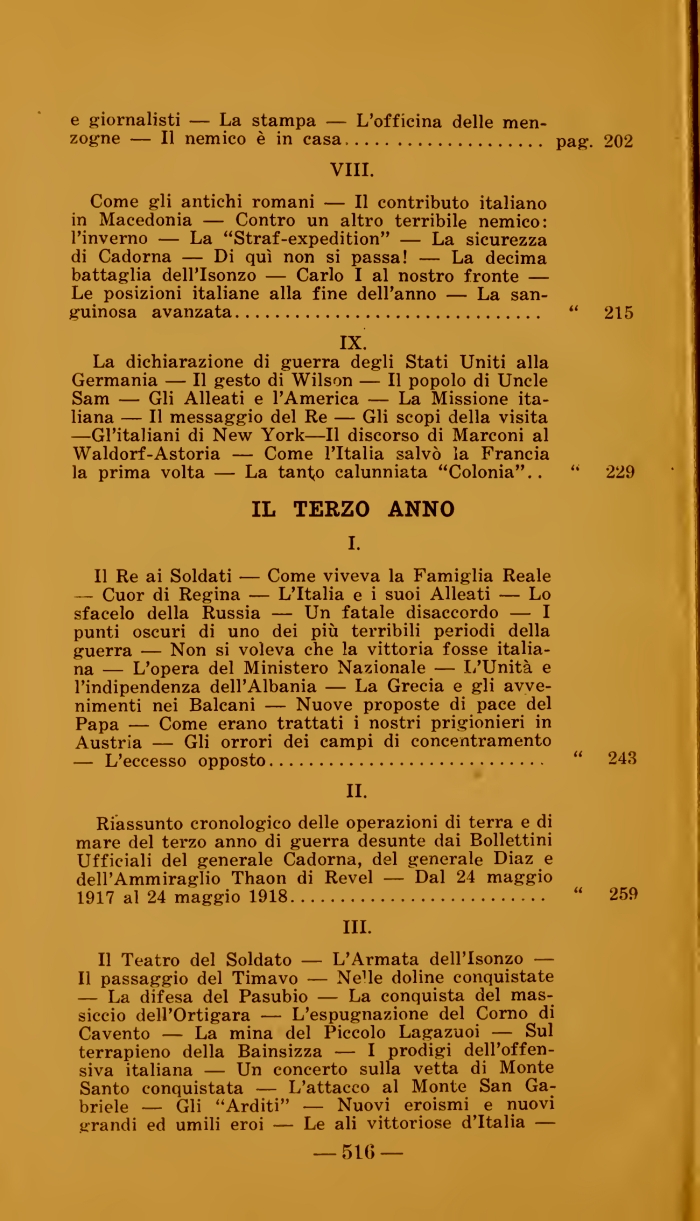 e giornalisti — La stampa — L'officina delle men-
zogne — Il nemico è in casa.................... pag. 202
VIII.
Come gli antichi romani — Il contributo italiano
in Macedonia — Contro un altro terribile nemico:
l'inverno — La “Straf-expedition” — La sicurezza
di Cadorna — Di quì non si passa! — La decima
battaglia dell'Isonzo — Carlo I al nostro fronte —
Le posizioni italiane alla fine dell'anno — La san-
guinosa avanzata............................... “ 215
IX.
La dichiarazione di guerra degli Stati Uniti alla
Germania — Il gesto di Wilson — Il popolo di Uncle
Sam — Gli Alleati e l'America — La Missione ita-
liana — Il messaggio del Re — Gli scopi della visita
—Gl'italiani di New York—Il discorso di Marconi al
Waldorf-Astoria — Come l'Italia salvò la Francia
la prima volta — La tanto calunniata “Colonia”.. “ 229
IL TERZO ANNO
I.
Il Re ai Soldati — Come viveva la Famiglia Reale
— Cuor di Regina — L'Italia e i suoi Alleati — Lo
sfacelo della Russia — Un fatale disaccordo — I
punti oscuri di uno dei più terribili periodi della
guerra — Non si voleva che la vittoria fosse italia-
na — L'opera del Ministero Nazionale — L'Unità e
l'indipendenza dell'Albania — La Grecia e gli avve-
nimenti nei Balcani — Nuove proposte di pace del
Papa — Come erano trattati i nostri prigionieri in
Austria — Gli orrori dei campi di concentramento
— L'eccesso opposto........................... “ 243
II.
Riassunto cronologico delle operazioni di terra e di
mare del terzo anno di guerra desunte dai Bollettini
Ufficiali del generale Cadorna, del generale Diaz e
dell'Ammiraglio Thaon di Revel — Dal 24 maggio
1917 al 24 maggio 1918......................... “ 259
III.
Il Teatro del Soldato — L'Armata dell'Isonzo —
Il passaggio del Timavo — Nelle doline conquistate
— La difesa del Pasubio — La conquista del mas-
siccio dell'Ortigara — L'espugnazione del Corno di
Cavento — La mina del Piccolo Lagazuoi — Sul
terrapieno della Bainsizza — I prodigi dell'offen-
siva italiana — Un concerto sulla vetta di Monte
Santo conquistata — L'attacco al Monte San Ga-
briele — Gli “Arditi” — Nuovi eroismi e nuovi
grandi ed umili eroi — Le ali vittoriose d'Italia —
— 516 —